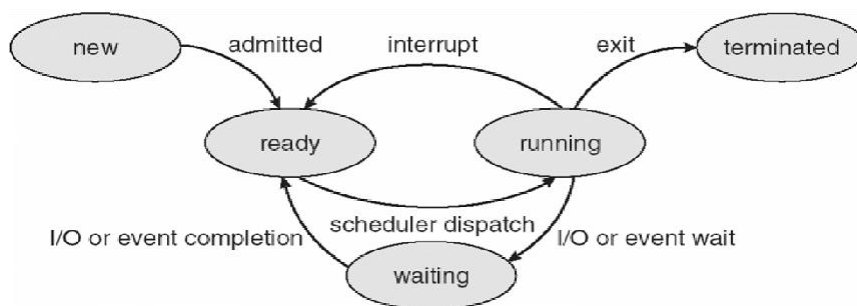 new
admitted
interrupt
exit
terminated
ready
running
I/O or event completion
scheduler dispatch
I/O or event wait
waiting